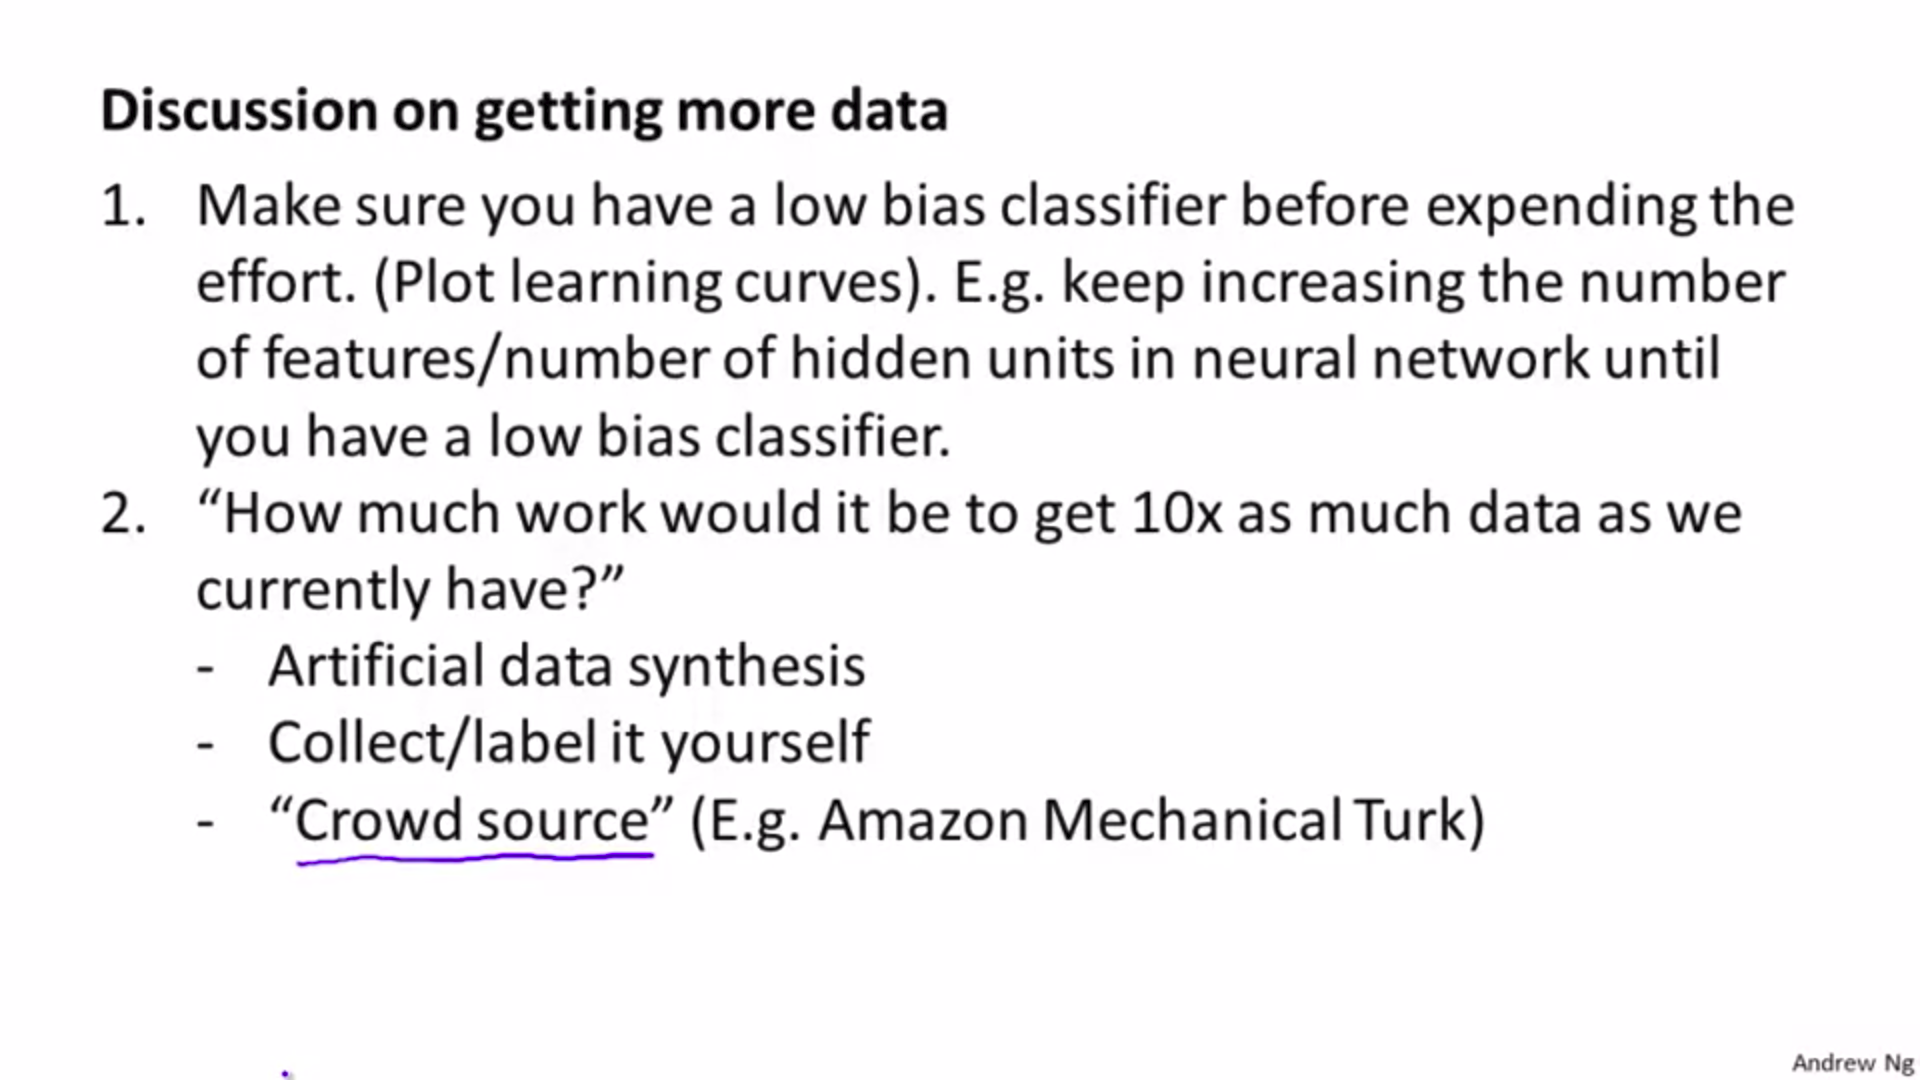 Discussion on getting more data
1. Make sure you have a low bias classifier before expending the
effort. (Plot learning curves). E.g. keep increasing the number
of features/number of hidden units in neural network until
you have a low bias classifier.
2. “How much work would it be to get 10x as much data as we
currently have?”
- Artificial data synthesis
- Collect/label it yourself
- “Crowd source” (E.g. Amazon Mechanical Turk)
Andrew Ng